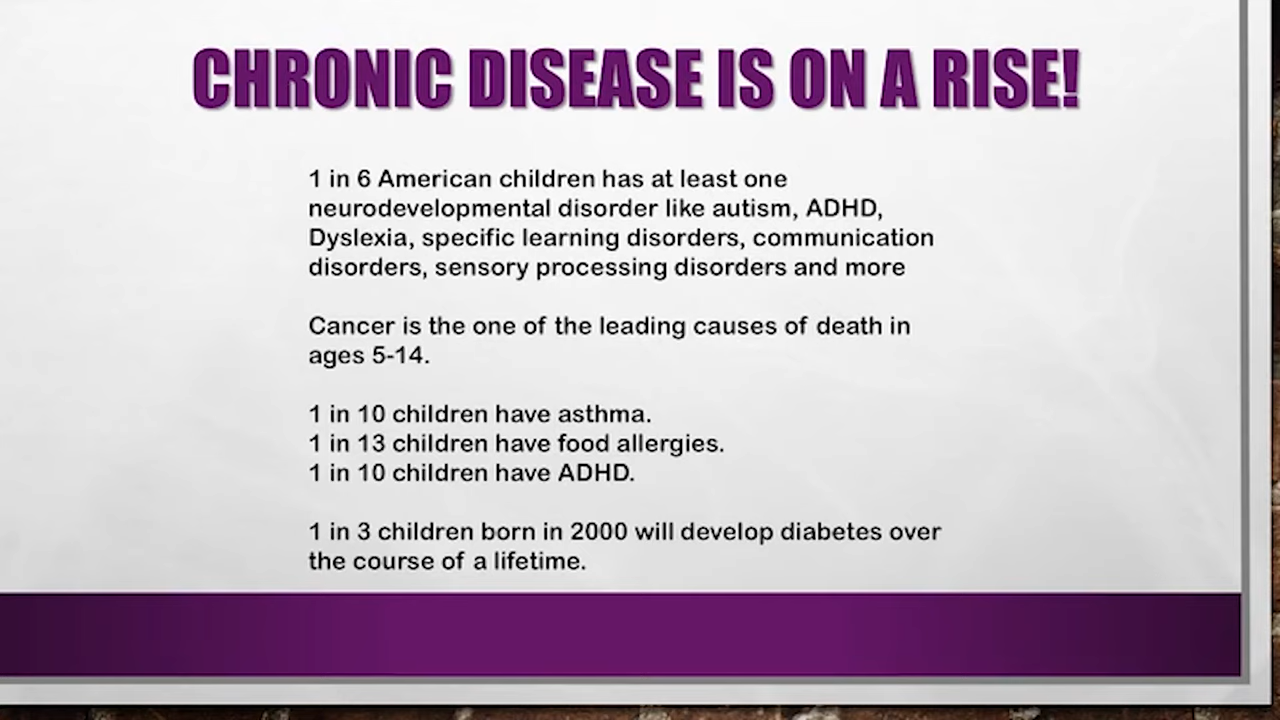 CHRONIC DISEASE IS ON A RISE!
1 in 6 American children has at least one
neurodevelopmental disorder like autism, ADHD,
Dyslexia, specific learning disorders, communication
disorders, sensory processing disorders and more
Cancer is the one of the leading causes of death in
ages 5-14.
1 in 10 children have asthma.
1 in 13 children have food allergies.
1 in 10 children have ADHD.
1 in 3 children born in 2000 will develop diabetes over
the course of a lifetime.